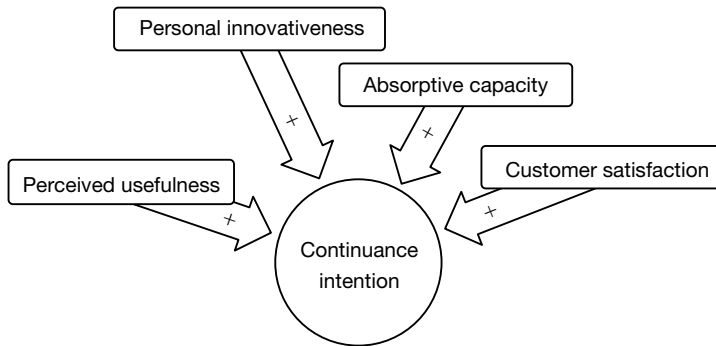 Personal innovativeness
Absorptive capacity
Perceived usefulness
Customer satisfaction
+
+
+
+
Continuance
intention